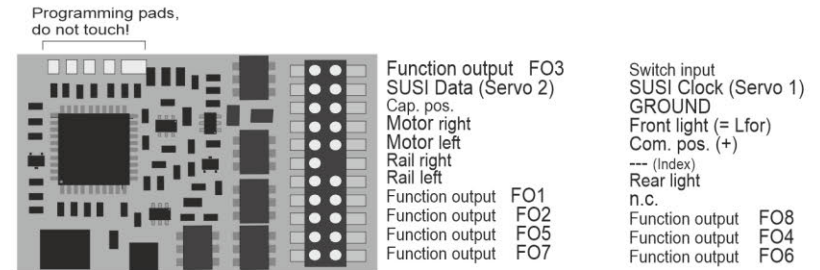 Programming pads,
do not touch!
Function output FO3
SUSI Data (Servo 2)
Cap. pos.
Motor right
Motor left
Rail right
Rail left
Function output FO1
Function output FO2
Function output FO5
Function output FO7
Switch input
SUSI Clock (Servo 1)
GROUND
Front light (= Lfor)
Com. pos. (+)
--- (Index)
Rear light
n.c.
Function output FO8
Function output FO4
Function output FO6